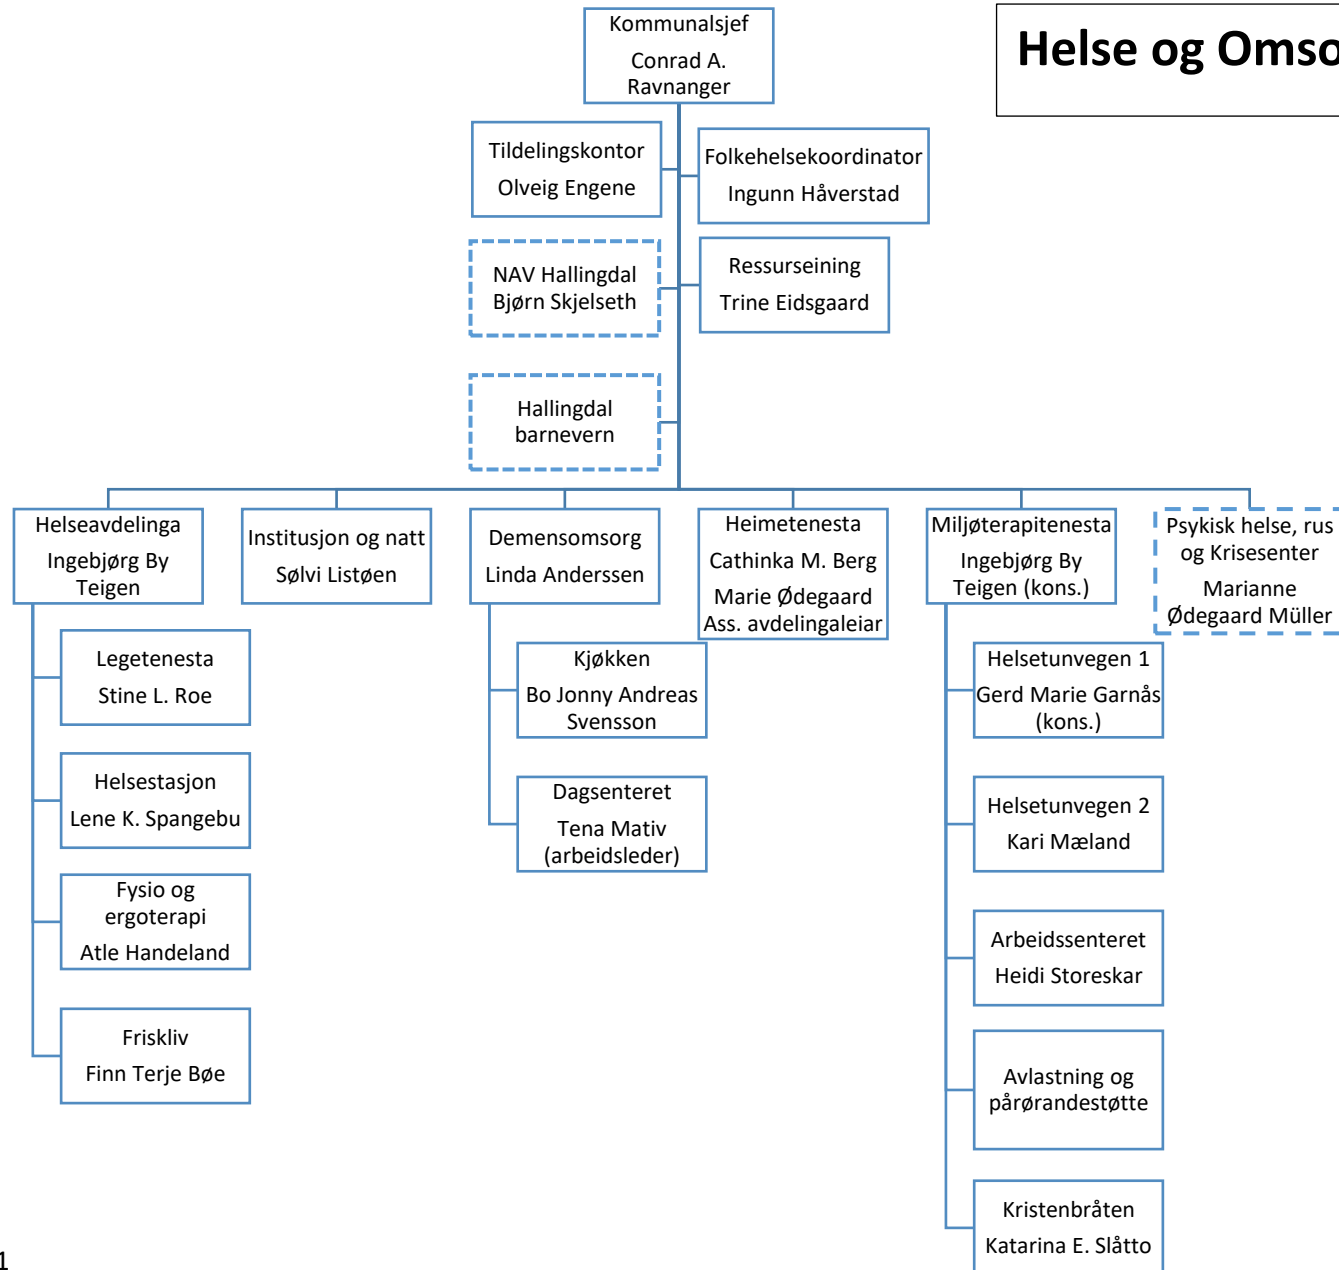 Kommunalsjef
Conrad A.
Ravnanger
Helse og Omso
Tildelingskontor
Olveig Engene
Folkehelsekoordinator
Ingunn Håverstad
NAV Hallingdal
Bjørn Skjelseth
Ressurseining
Trine Eidsgaard
Hallingdal
barnevern
Helseavdelinga
Ingebjørg By
Teigen
Institusjon og natt
Sølvi Listøen
Demensomsorg
Linda Anderssen
Heimetenesta
Cathinka M. Berg
Marie Ødegaard
Ass. avdelingaleiar
Miljøterapitenesta
Ingebjørg By
Teigen (kons.)
Psykisk helse, rus
og Krisesenter
Marianne
Ødegaard Müller
Legetenesta
Stine L. Roe
Helsestasjon
Lene K. Spangebu
Fysio og
ergoterapi
Atle Handeland
Friskliv
Finn Terje Bøe
Kjøkken
Bo Jonny Andreas
Svensson
Dagsenteret
Tena Mativ
(arbeidsleder)
Helsetunvegen 1
Gerd Marie Garnås
(kons.)
Helsetunvegen 2
Kari Mæland
Arbeidssenteret
Heidi Storeskar
Avlastning og
pårørandestøtte
Kristenbråten
Katarina E. Slåtto
1